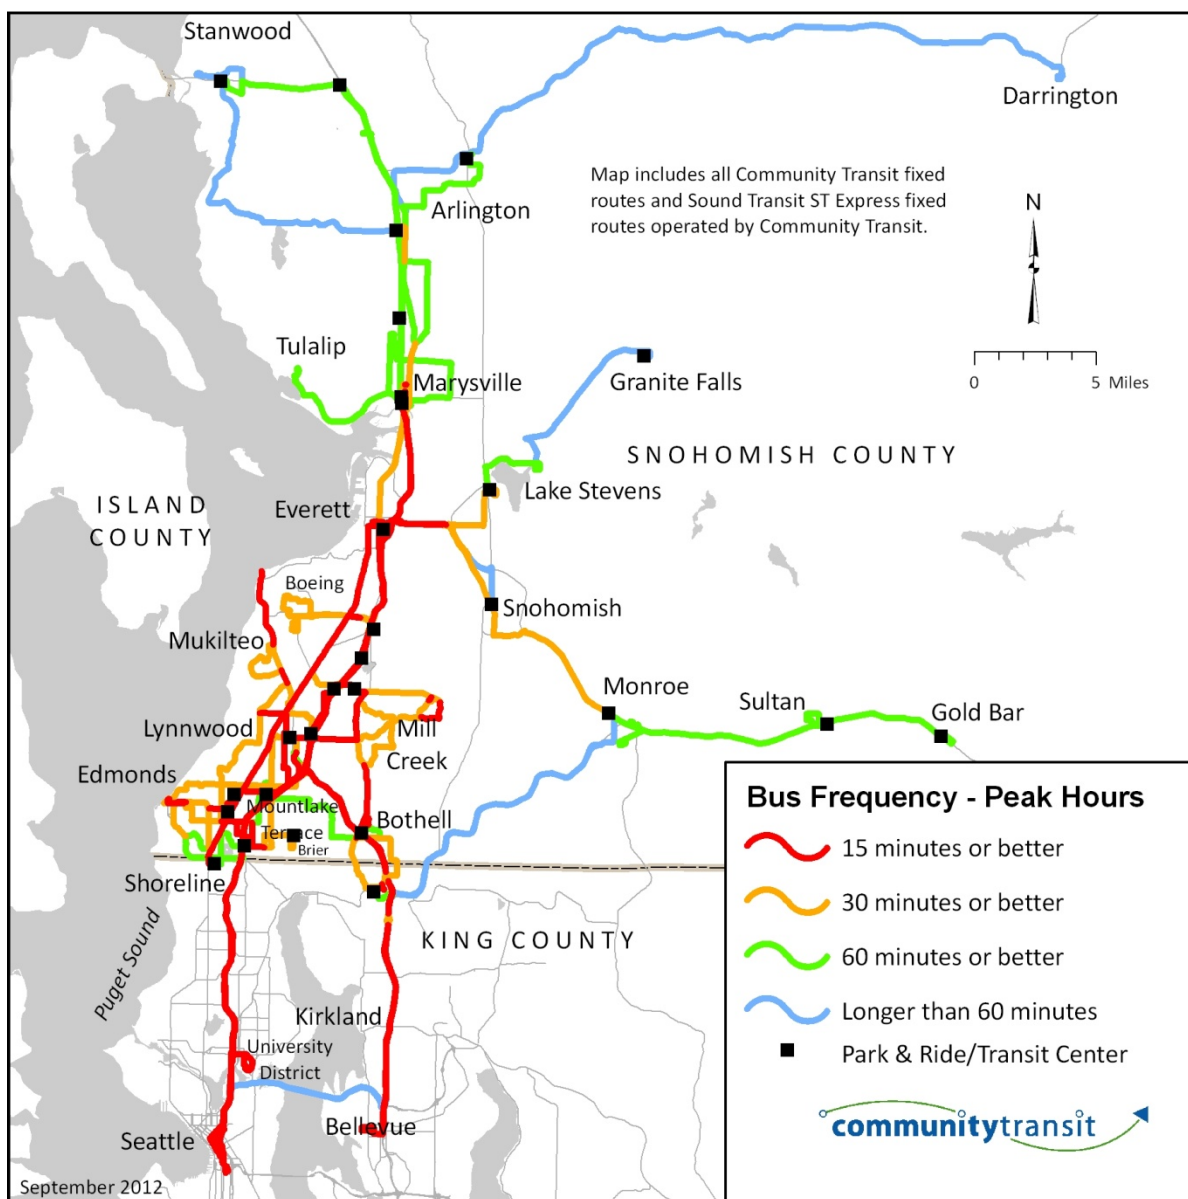 Stanwood
Darrington
Map includes all Community Transit fixed
routes and Sound Transit ST Express fixed
routes operated by Community Transit.
N
Arlington
Tulalip
Marysville
Granite Falls
0 5 Miles
SNOHOMISH COUNTY
Lake Stevens
ISLAND
COUNTY
Everett
Boeing
Snohomish
Mukilteo
Monroe
Sultan
Gold Bar
Lynnwood
Mill
Creek
Edmonds
Mountlake
Terrace
Brier
Bothell
Shoreline
Puget Sound
KING COUNTY
Kirkland
University
District
Bellevue
Seattle
September 2012
Bus Frequency - Peak Hours
15 minutes or better
30 minutes or better
60 minutes or better
Longer than 60 minutes
Park & Ride/Transit Center
communitytransit